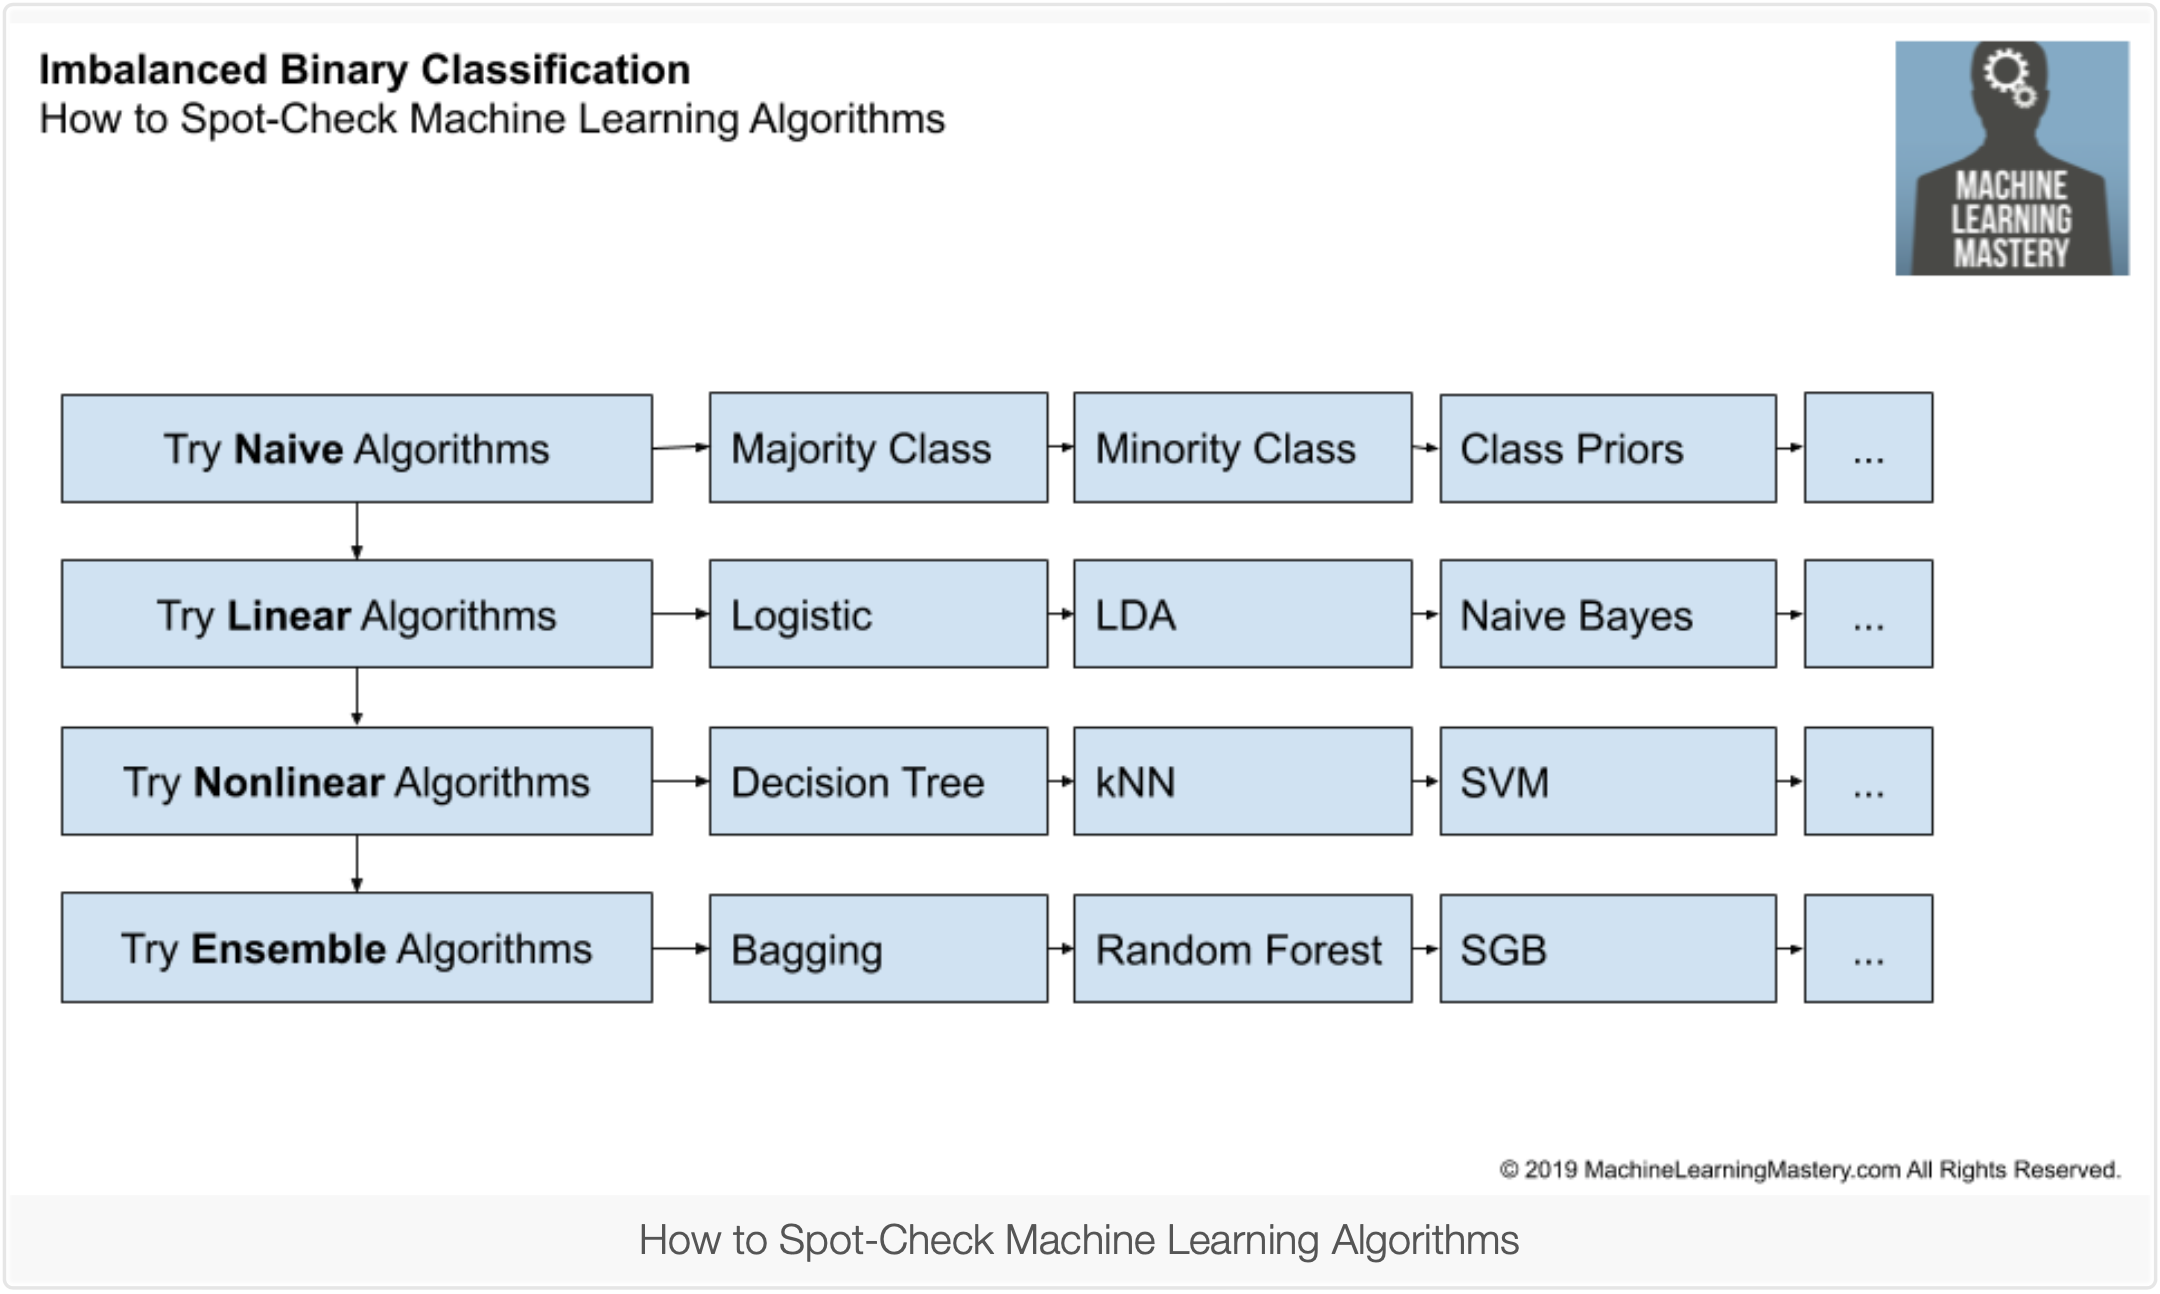 Imbalanced Binary Classification
How to Spot-Check Machine Learning Algorithms
MACHINE
LEARNING
MASTERY
Try Naive Algorithms
Majority Class
Minority Class
Class Priors
...
Try Linear Algorithms
Logistic
LDA
Naive Bayes
...
Try Nonlinear Algorithms
Decision Tree
kNN
SVM
...
Try Ensemble Algorithms
Bagging
Random Forest
SGB
...
© 2019 MachineLearningMastery.com All Rights Reserved.
How to Spot-Check Machine Learning Algorithms